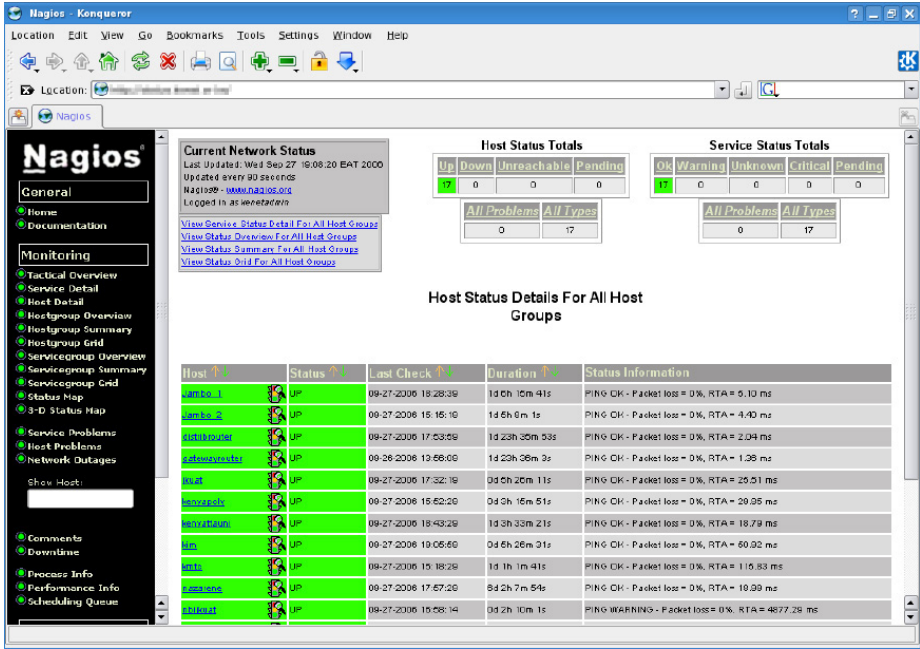 Nagios - Konqueror
Location Edit View Go Bookmarks Tools Settings Window Help
Location:
Nagios
Nagios®
General
Home
Documentation
Monitoring
Tactical Overview
Service Detail
Host Detail
Hostgroup Overview
Hostgroup Summary
Hostgroup Grid
Servicegroup Overview
Servicegroup Summary
Servicegroup Grid
Status Map
3-D Status Map
Service Problems
Host Problems
Network Outages
Show Host:
Comments
Downtime
Process Info
Performance Info
Scheduling Queue
Current Network Status
Last Updated: Wed Sep 27 19:08:20 EAT 2006
Updated every 90 seconds
Nagios® - www.nagios.org
Logged in as kenetadmin
View Service Status Detail For All Host Groups
View Status Overview For All Host Groups
View Status Summary For All Host Groups
View Status Grid For All Host Groups
Host Status Totals
Up Down Unreachable Pending
17 0 0 0
All Problems All Types
0 17
Service Status Totals
Ok Warning Unknown Critical Pending
17 0 0 0 0
All Problems All Types
0 17
Host Status Details For All Host
Groups
Host Status Last Check Duration Status Information
Jambo_1 UP 09-27-2006 18:28:39 1d 6h 16m 41s PING OK - Packet loss = 0%, RTA = 5.10 ms
Jambo_2 UP 09-27-2006 15:15:19 1d 5h 9m 1s PING OK - Packet loss = 0%, RTA = 4.40 ms
distribrouter UP 09-27-2006 17:53:59 1d 23h 35m 53s PING OK - Packet loss = 0%, RTA = 2.04 ms
gatewayrouter UP 09-26-2006 13:56:09 1d 23h 36m 3s PING OK - Packet loss = 0%, RTA = 1.36 ms
jkuat UP 09-27-2006 17:32:19 0d 5h 26m 11s PING OK - Packet loss = 0%, RTA = 25.51 ms
kenyapoly UP 09-27-2006 15:52:29 0d 3h 15m 51s PING OK - Packet loss = 0%, RTA = 29.95 ms
kenyattauni UP 09-27-2006 18:43:29 1d 3h 33m 21s PING OK - Packet loss = 0%, RTA = 18.79 ms
kim UP 09-27-2006 19:05:59 0d 5h 26m 31s PING OK - Packet loss = 0%, RTA = 60.92 ms
kmtc UP 09-27-2006 15:18:29 1d 1h 1m 41s PING OK - Packet loss = 0%, RTA = 115.83 ms
nazarene UP 09-27-2006 17:57:29 6d 2h 7m 54s PING OK - Packet loss = 0%, RTA = 19.99 ms
nbijkuat UP 09-27-2006 15:58:14 0d 2h 10m 1s PING WARNING - Packet loss = 0%, RTA = 4877.29 ms